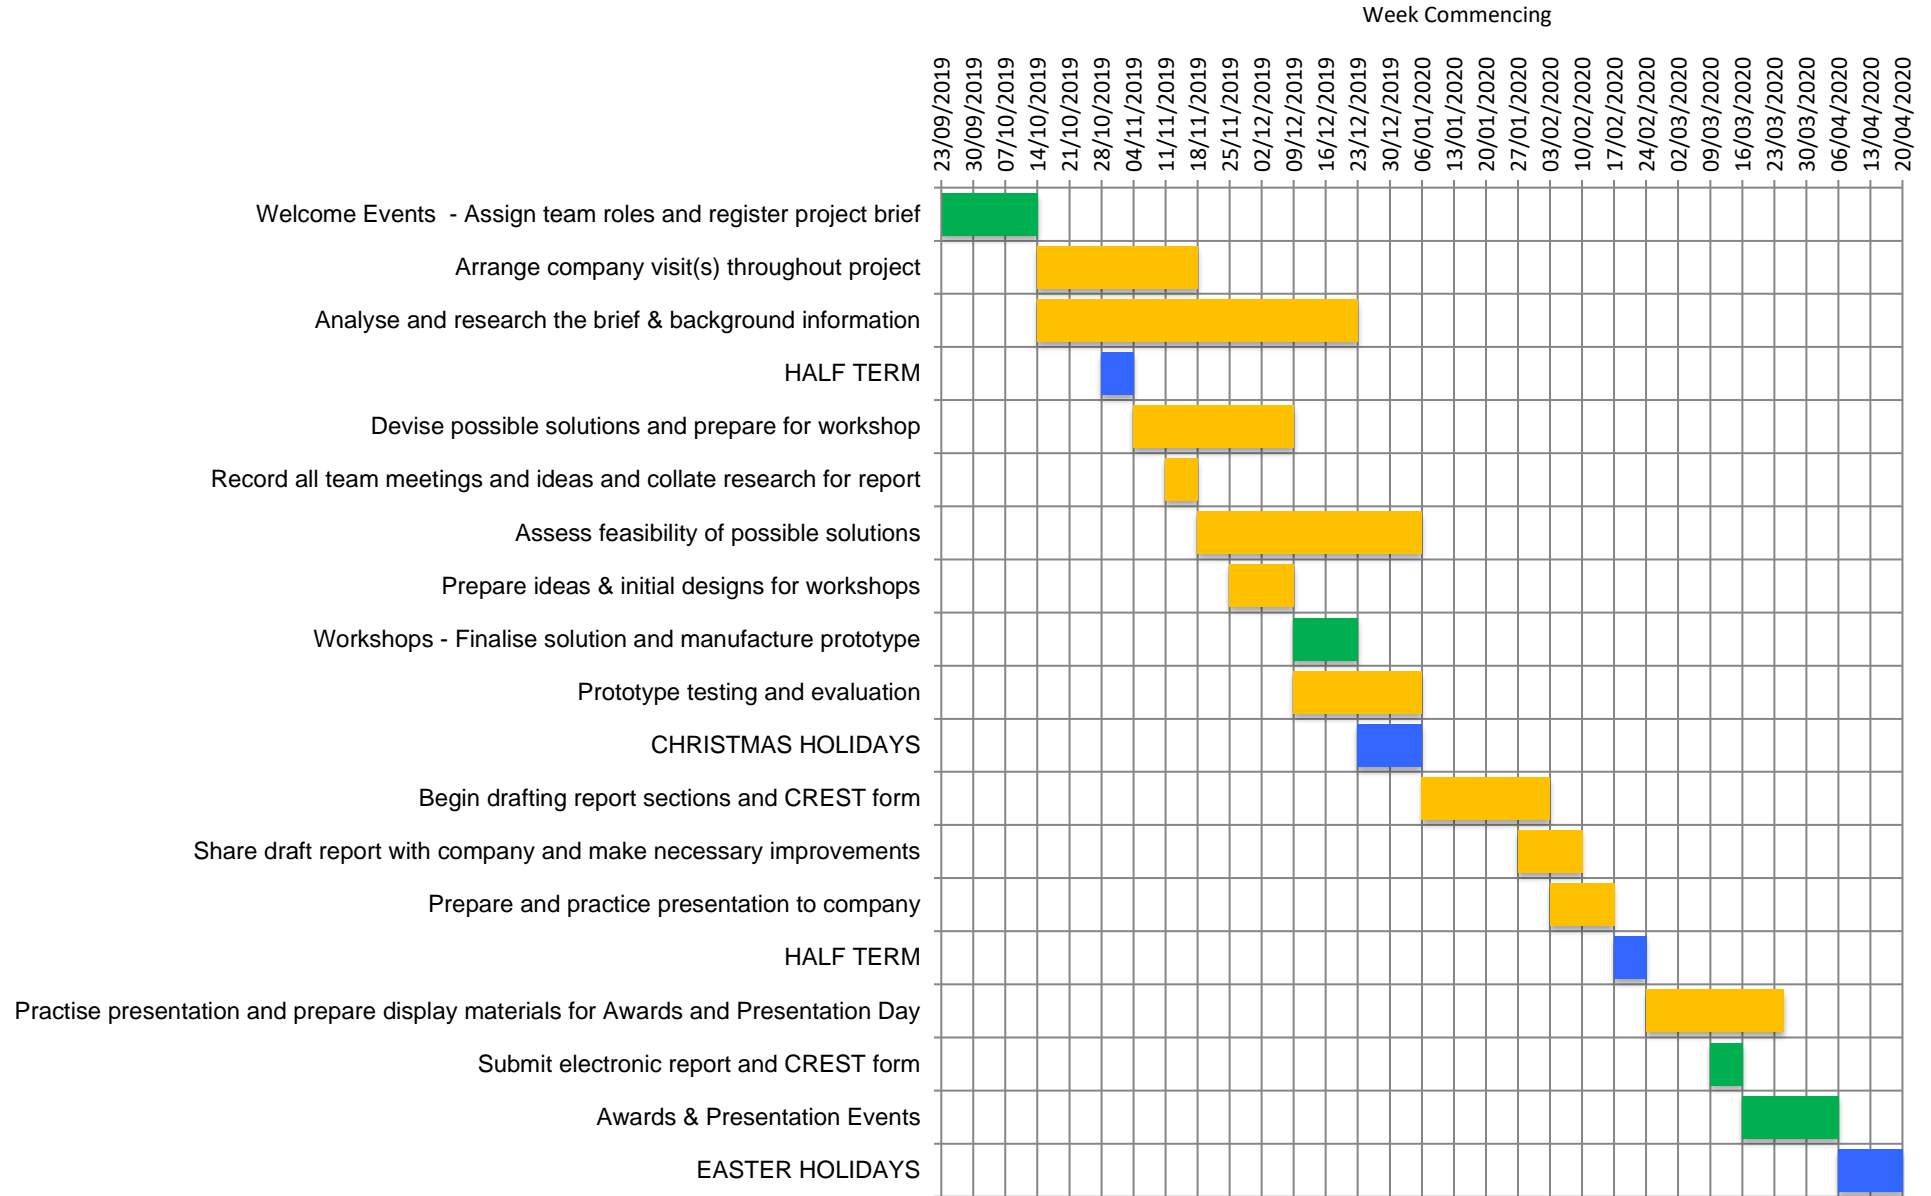 Week Commencing
23/09/2019
30/09/2019
07/10/2019
14/10/2019
21/10/2019
28/10/2019
04/11/2019
11/11/2019
18/11/2019
25/11/2019
02/12/2019
09/12/2019
16/12/2019
23/12/2019
30/12/2019
06/01/2020
13/01/2020
20/01/2020
27/01/2020
03/02/2020
10/02/2020
17/02/2020
24/02/2020
02/03/2020
09/03/2020
16/03/2020
23/03/2020
30/03/2020
06/04/2020
13/04/2020
20/04/2020
Welcome Events  - Assign team roles and register project brief
Arrange company visit(s) throughout project
Analyse and research the brief & background information
HALF TERM
Devise possible solutions and prepare for workshop
Record all team meetings and ideas and collate research for report
Assess feasibility of possible solutions
Prepare ideas & initial designs for workshops
Workshops - Finalise solution and manufacture prototype
Prototype testing and evaluation
CHRISTMAS HOLIDAYS
Begin drafting report sections and CREST form
Share draft report with company and make necessary improvements
Prepare and practice presentation to company
HALF TERM
Practise presentation and prepare display materials for Awards and Presentation Day
Submit electronic report and CREST form
Awards & Presentation Events
EASTER HOLIDAYS